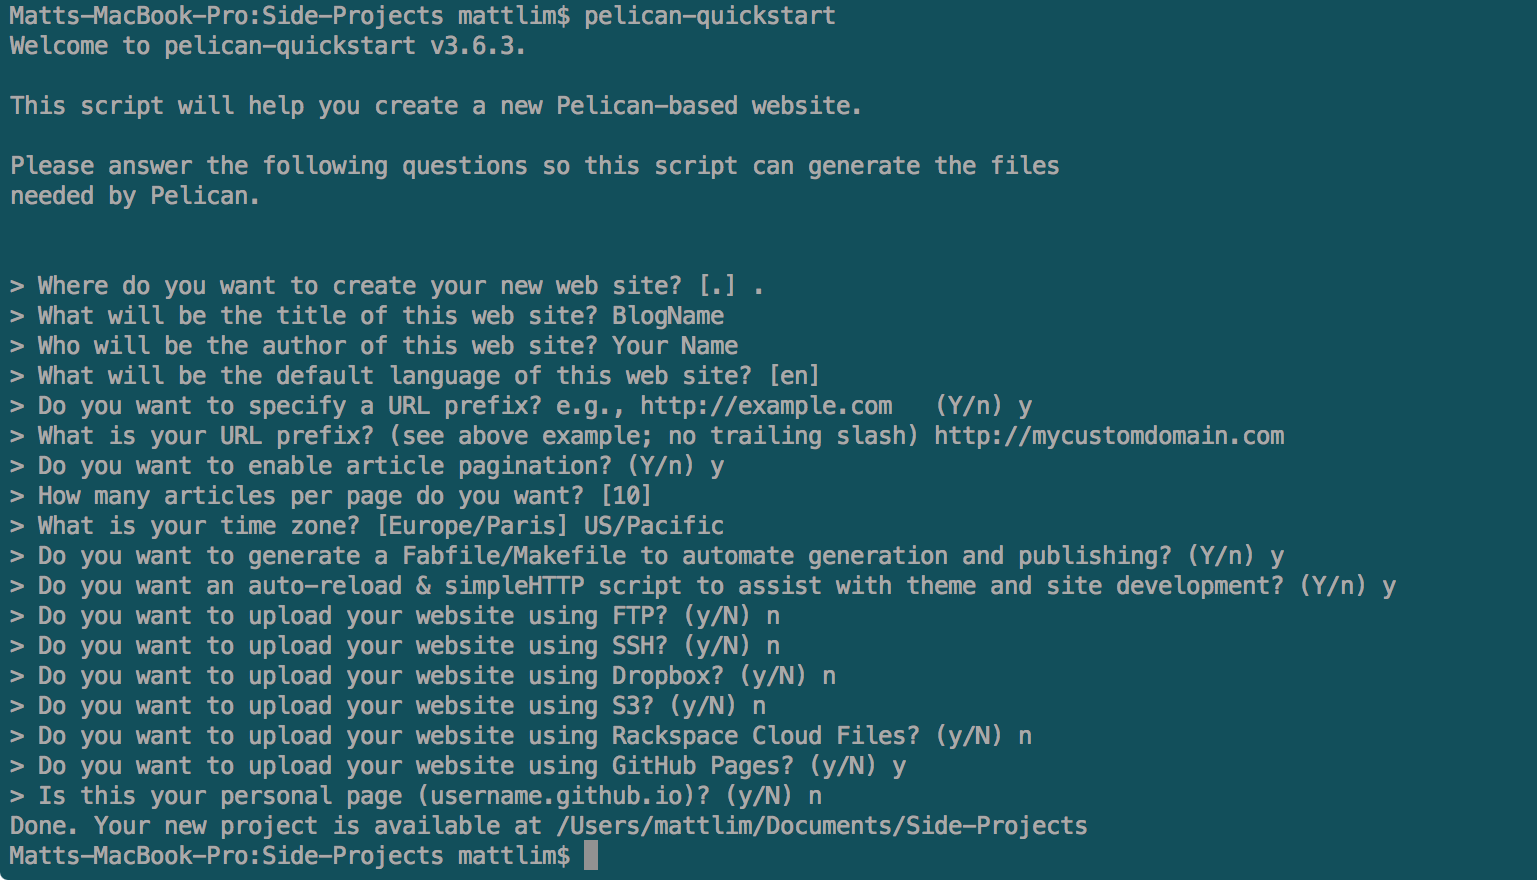 Matts-MacBook-Pro:Side-Projects mattlim$ pelican-quickstart
Welcome to pelican-quickstart v3.6.3.
This script will help you create a new Pelican-based website.
Please answer the following questions so this script can generate the files
needed by Pelican.
> Where do you want to create your new web site? [.] .
> What will be the title of this web site? BlogName
> Who will be the author of this web site? Your Name
> What will be the default language of this web site? [en]
> Do you want to specify a URL prefix? e.g., http://example.com   (Y/n) y
> What is your URL prefix? (see above example; no trailing slash) http://mycustomdomain.com
> Do you want to enable article pagination? (Y/n) y
> How many articles per page do you want? [10]
> What is your time zone? [Europe/Paris] US/Pacific
> Do you want to generate a Fabfile/Makefile to automate generation and publishing? (Y/n) y
> Do you want an auto-reload & simpleHTTP script to assist with theme and site development? (Y/n) y
> Do you want to upload your website using FTP? (y/N) n
> Do you want to upload your website using SSH? (y/N) n
> Do you want to upload your website using Dropbox? (y/N) n
> Do you want to upload your website using S3? (y/N) n
> Do you want to upload your website using Rackspace Cloud Files? (y/N) n
> Do you want to upload your website using GitHub Pages? (y/N) y
> Is this your personal page (username.github.io)? (y/N) n
Done. Your new project is available at /Users/mattlim/Documents/Side-Projects
Matts-MacBook-Pro:Side-Projects mattlim$